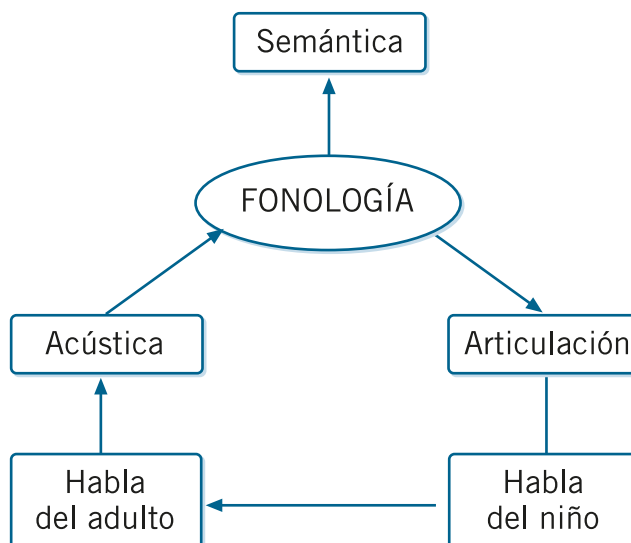 Semántica
FONOLOGÍA
Acústica
Articulación
Habla
del adulto
Habla
del niño